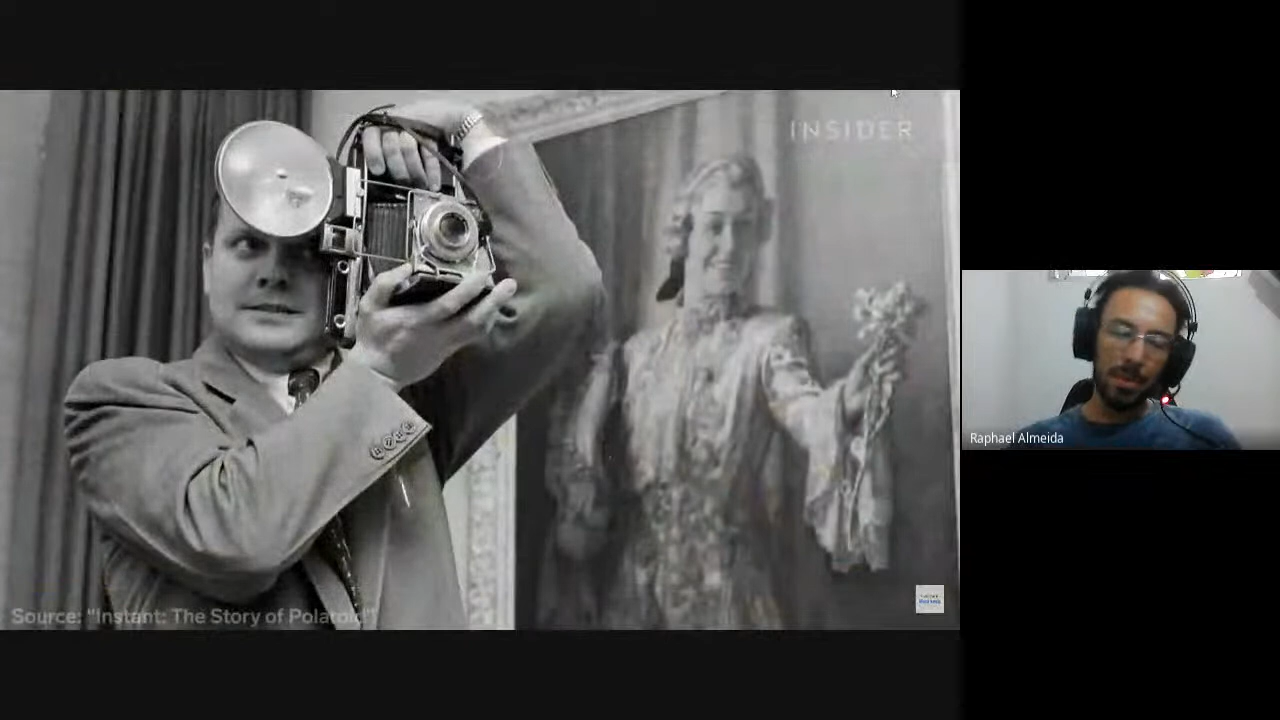 INSIDER
Source: "Instant: The Story of Polaroid"
Raphael Almeida